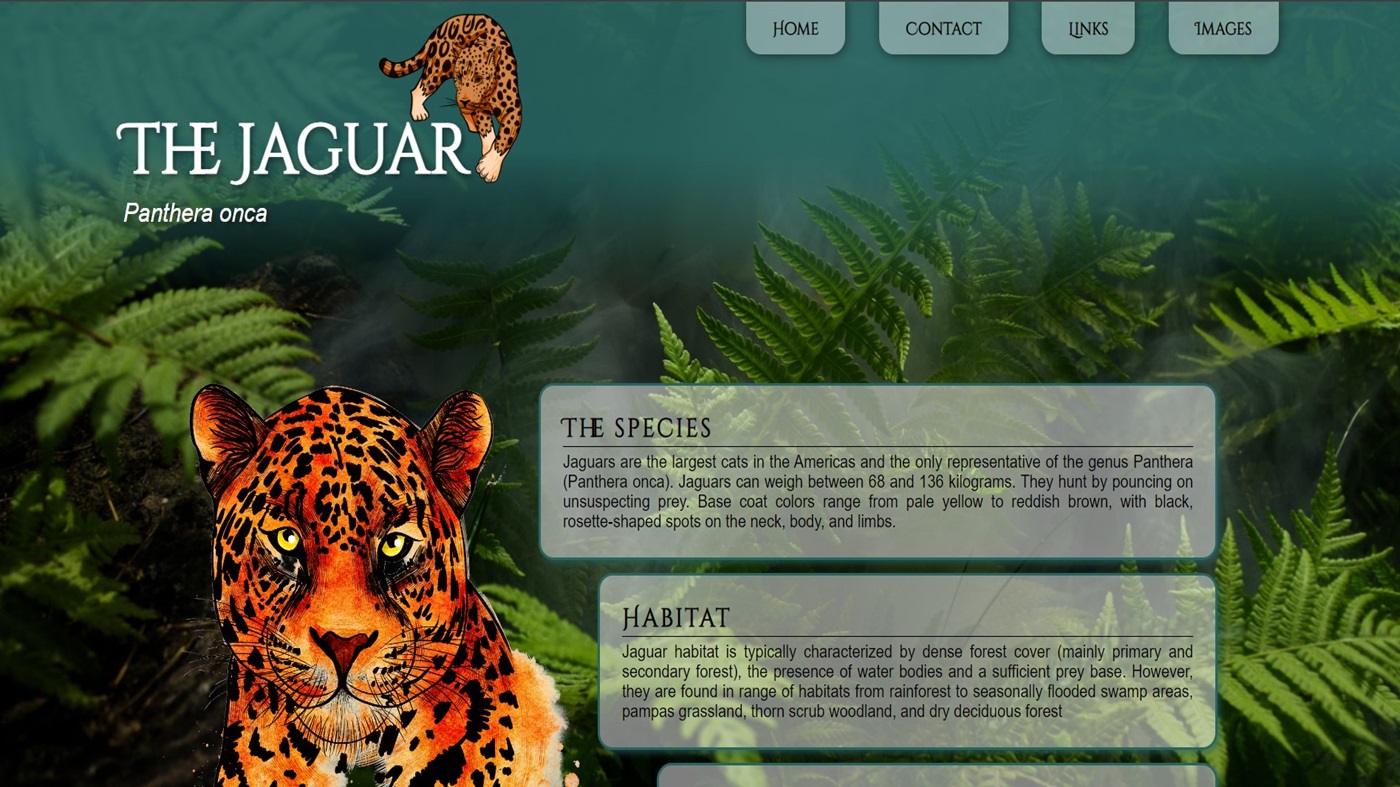 HOME
CONTACT
LINKS
IMAGES
THE JAGUAR
Panthera onca
THE SPECIES
Jaguars are the largest cats in the Americas and the only representative of the genus Panthera
(Panthera onca). Jaguars can weigh between 68 and 136 kilograms. They hunt by pouncing on
unsuspecting prey. Base coat colors range from pale yellow to reddish brown, with black,
rosette-shaped spots on the neck, body, and limbs.
HABITAT
Jaguar habitat is typically characterized by dense forest cover (mainly primary and
secondary forest), the presence of water bodies and a sufficient prey base. However,
they are found in range of habitats from rainforest to seasonally flooded swamp areas,
pampas grassland, thorn scrub woodland, and dry deciduous forest